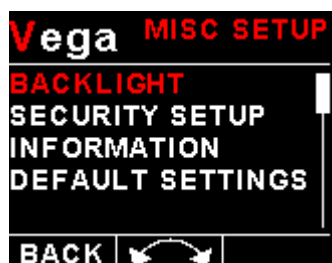 Vega MISC SETUP
BACKLIGHT
SECURITY SETUP
INFORMATION
DEFAULT SETTINGS
BACK